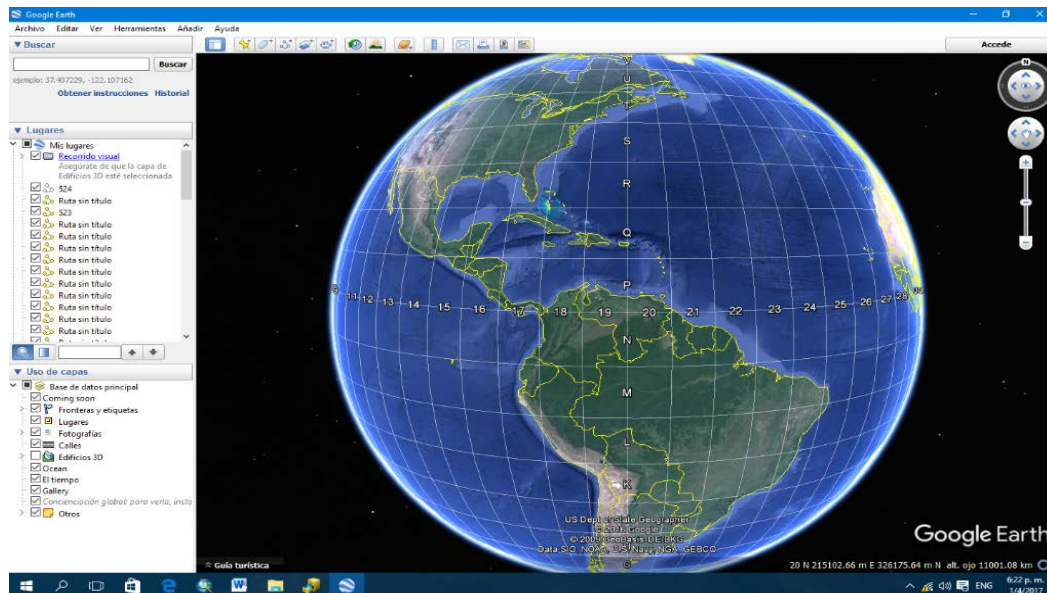 Google Earth
Archivo Editar Ver Herramientas Añadir Ayuda
Buscar
Accede
Buscar
ejemplo: 37.407229, -122.107162
Obtener instrucciones Historial
Lugares
Mis lugares
Recorrido visual
Asegúrate de que la capa de
Edificios 3D esté seleccionada
524
Ruta sin título
523
Ruta sin título
Ruta sin título
Ruta sin título
Ruta sin título
Ruta sin título
Ruta sin título
Ruta sin título
Ruta sin título
Ruta sin título
Uso de capas
Base de datos principal
Coming soon
Fronteras y etiquetas
Lugares
Fotografías
Calles
Edificios 3D
Ocean
El tiempo
Gallery
Concienciación global: para verla, insta
Otros
N
V
U
T
S
R
Q
P
11 12 13 14 15 16 17 18 19 20 21 22 23 24 25 26 27 28
N
M
L
K
US Dept of State Geographer
© 2016 Google
© 2009 GeoBasis-DE/BKG
Data SIO, NOAA, U.S. Navy, NGA, GEBCO
G
Google Earth
Guía turística
20 N 215102.66 m E 326175.64 m N alt. ojo 11001.08 km
ENG
6:22 p. m.
1/4/2017